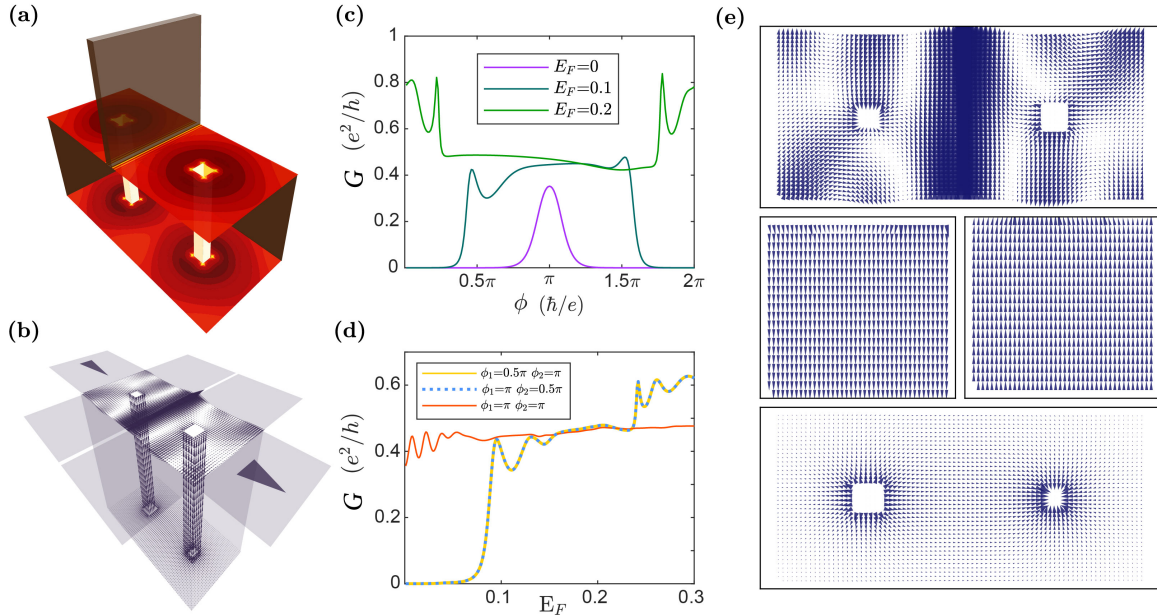 (a)
(b)
(c)
1
0.8
0.6
0.4
0.2
0
0.5π
π
1.5π
2π
G (e²/h)
ϕ (ħ/e)
E_F=0
E_F=0.1
E_F=0.2
(d)
0.6
0.4
0.2
0
0.1
0.2
0.3
G (e²/h)
E_F
ϕ₁=0.5π ϕ₂=π
ϕ₁=π ϕ₂=0.5π
ϕ₁=π ϕ₂=π
(e)